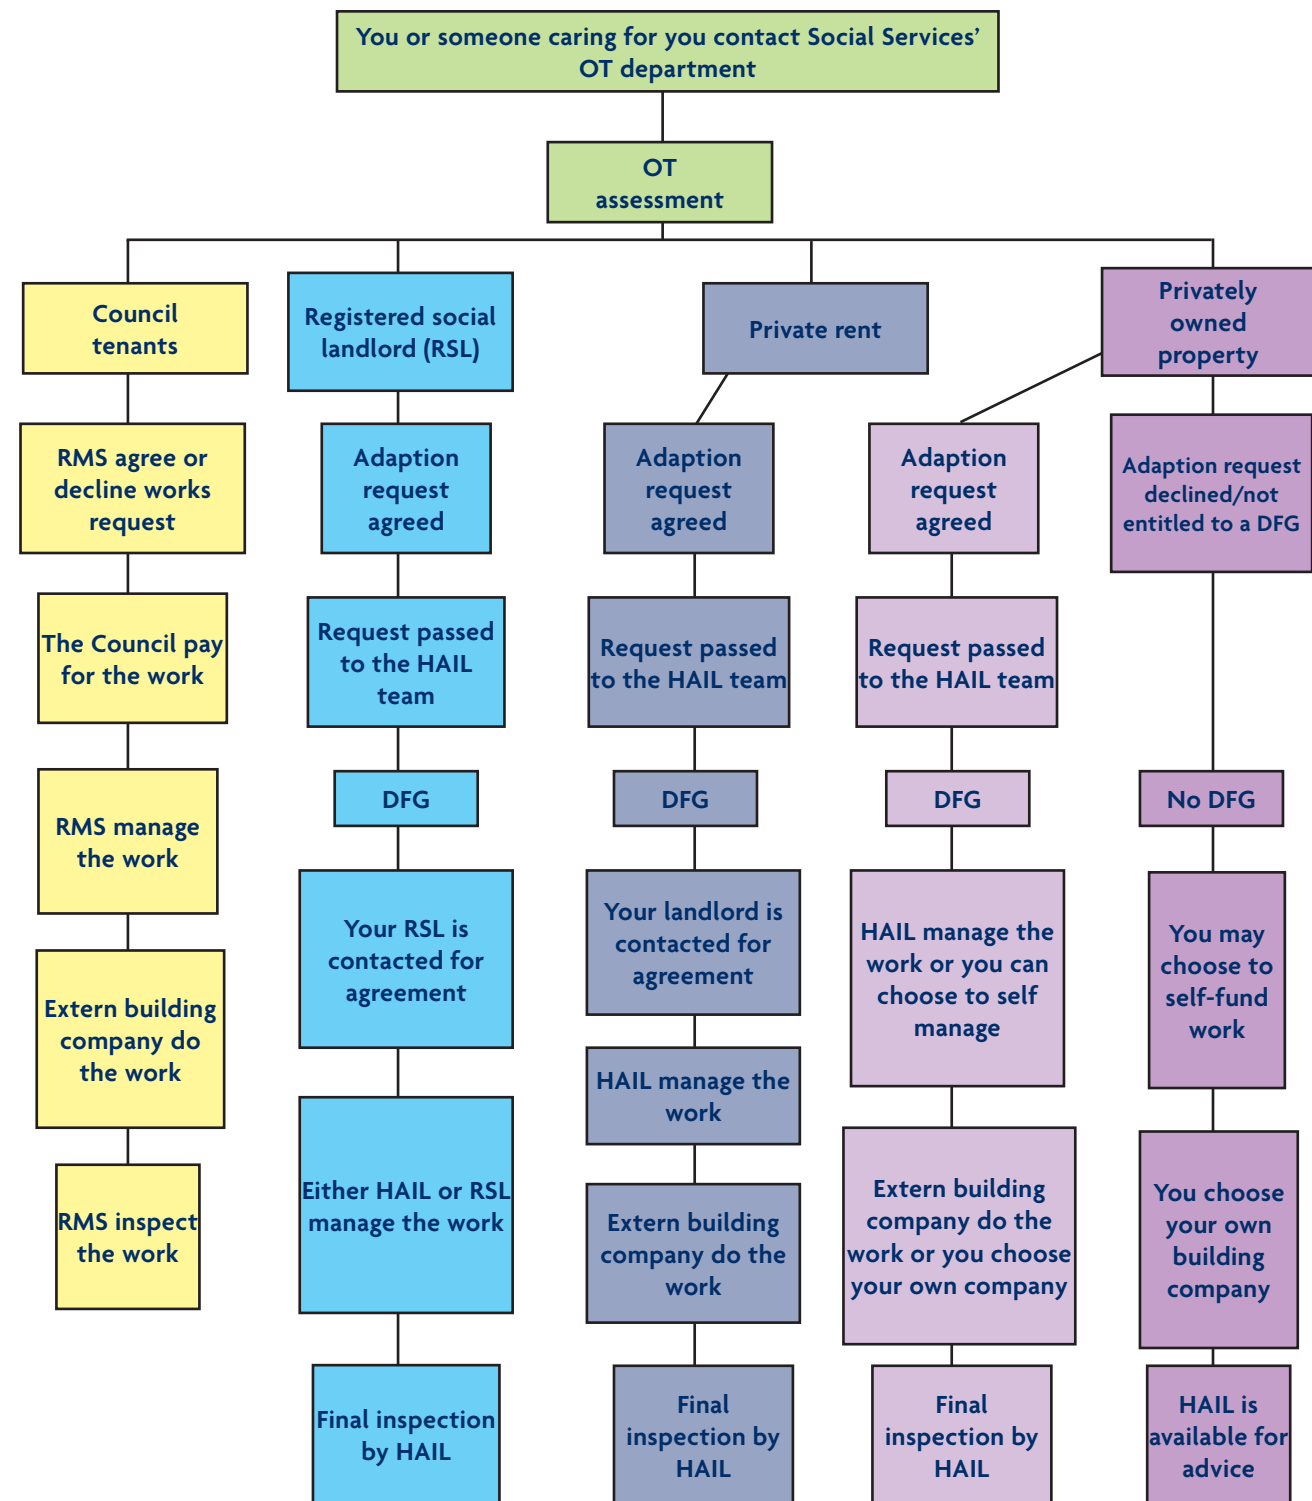 You or someone caring for you contact Social Services’
OT department
OT
assessment
Council
tenants
RMS agree or
decline works
request
The Council pay
for the work
RMS manage
the work
Extern building
company do
the work
RMS inspect
the work
Registered social
landlord (RSL)
Adaption
request
agreed
Request passed
to the HAIL
team
DFG
Your RSL is
contacted for
agreement
Either HAIL or RSL
manage the work
Final inspection
by HAIL
Private rent
Adaption
request
agreed
Request passed
to the HAIL team
DFG
Your landlord is
contacted for
agreement
HAIL manage the
work
Extern building
company do the
work
Final
inspection by
HAIL
Privately
owned
property
Adaption
request
agreed
Request passed
to the HAIL team
DFG
HAIL manage the
work or you can
choose to self
manage
Extern building
company do the
work or you choose
your own company
Final
inspection by
HAIL
Adaption request
declined/not
entitled to a DFG
No DFG
You may
choose to
self-fund
work
You choose
your own
building
company
HAIL is
available for
advice